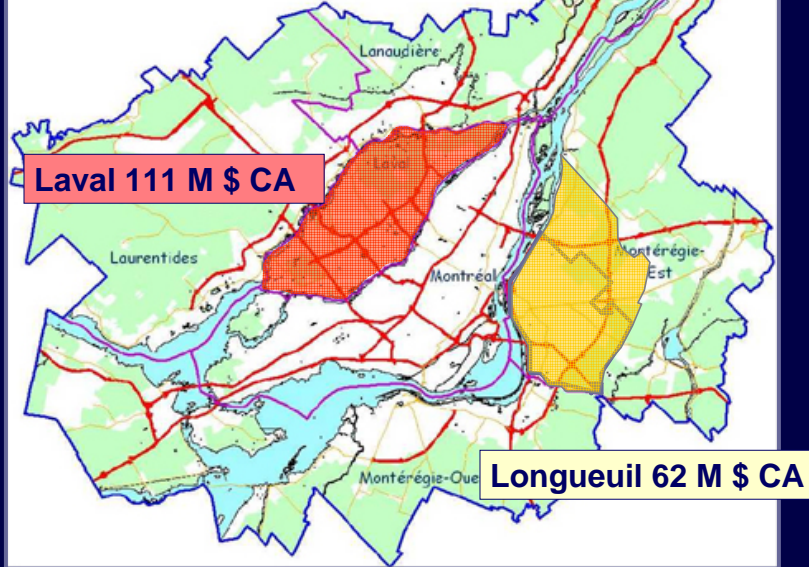 Lanaudière
Laval 111 M $ CA
Laval
Laurentides
Montréal
Montérégie-
Est
Montérégie-Oue
Longueuil 62 M $ CA